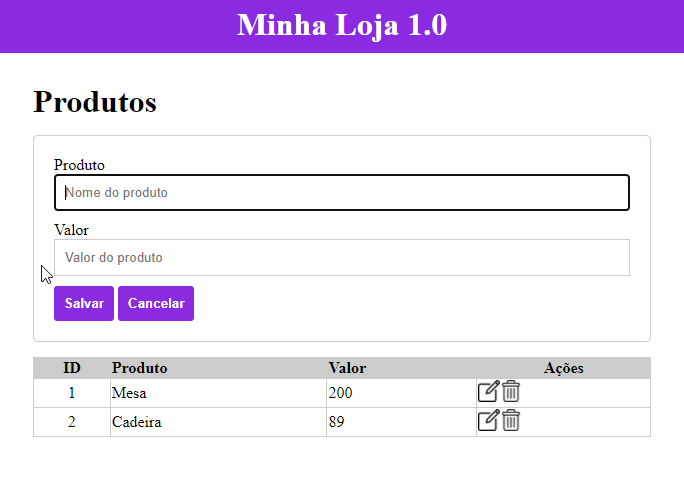 Minha Loja 1.0
Produtos
Produto
Nome do produto
Valor
Valor do produto
Salvar Cancelar
ID Produto Valor Ações
1 Mesa 200
2 Cadeira 89